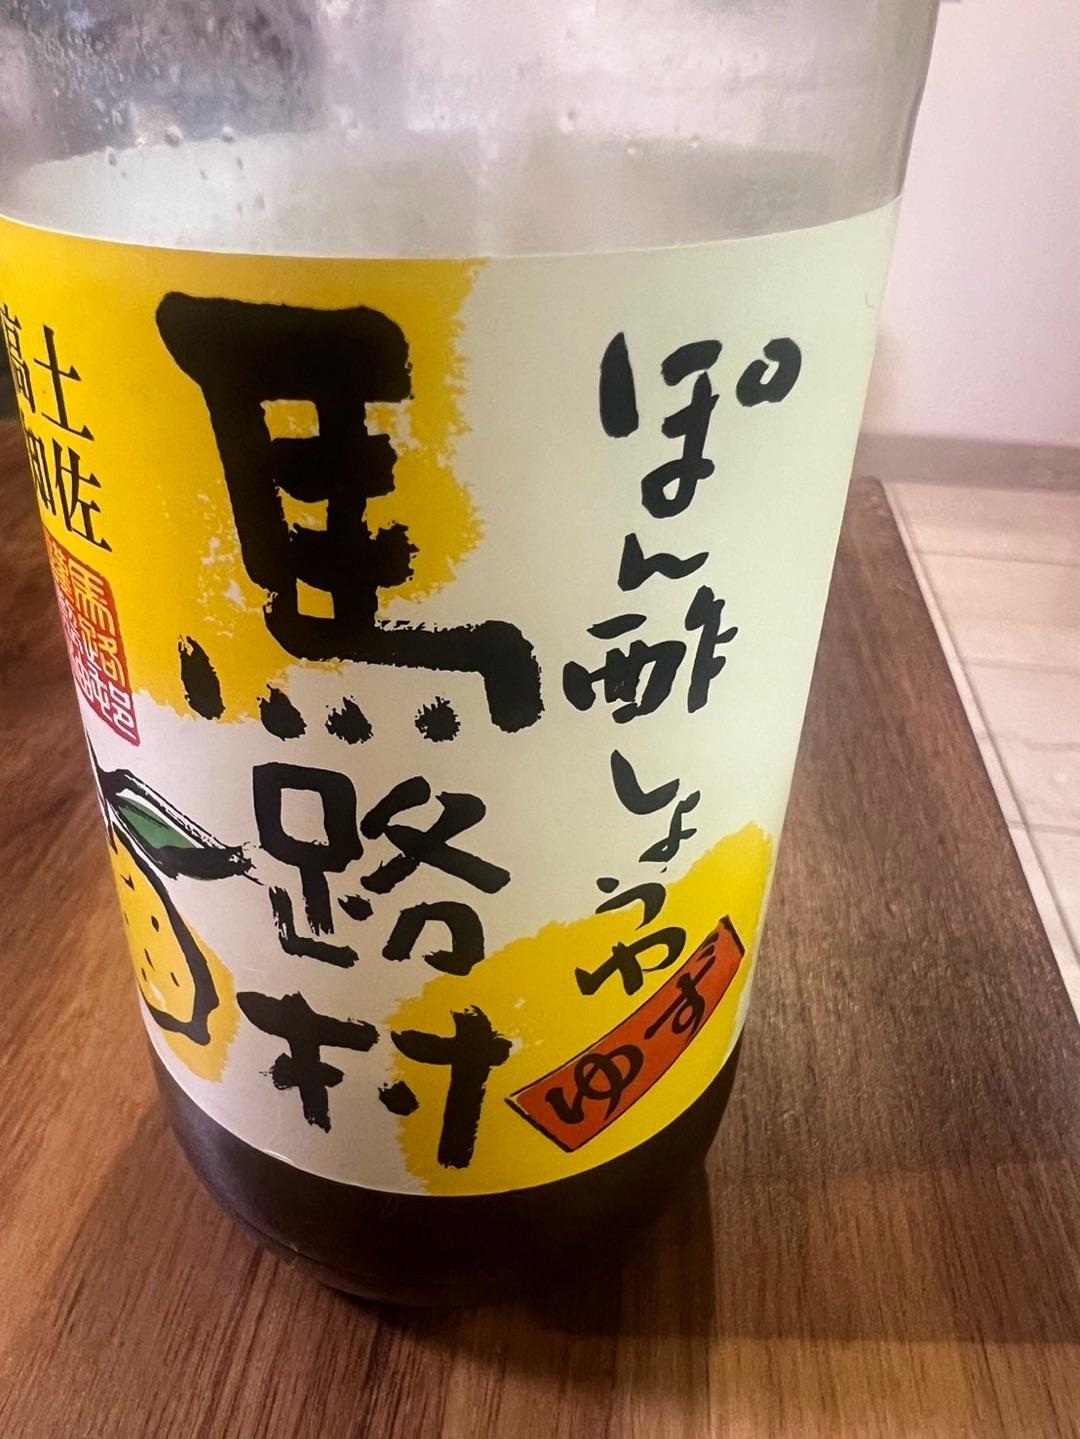 ぽん酢しょうゆ
ゆず
馬路村
土佐
高知